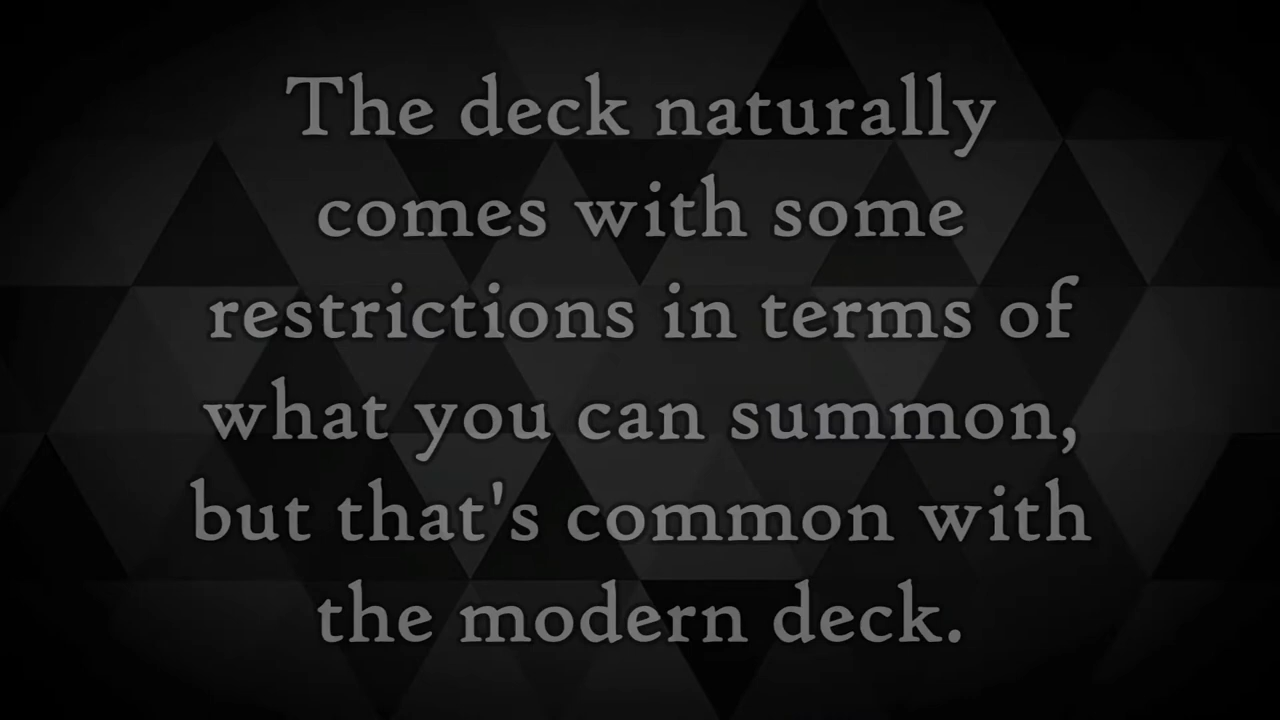 The deck naturally
comes with some
restrictions in terms of
what you can summon,
but that's common with
the modern deck.